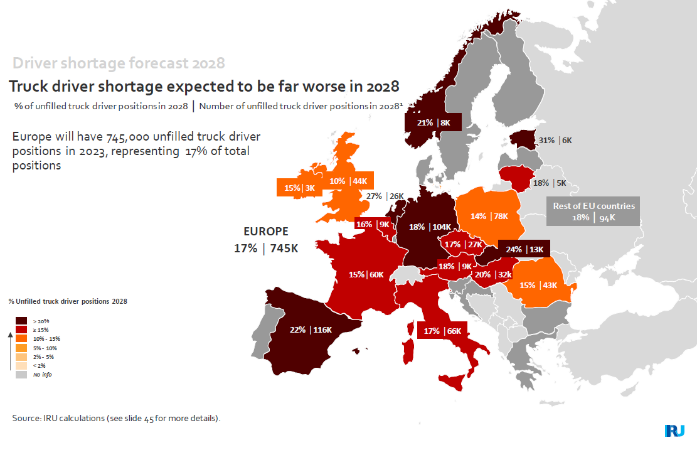 Driver shortage forecast 2028
Truck driver shortage expected to be far worse in 2028
% of unfilled truck driver positions in 2028 | Number of unfilled truck driver positions in 2028¹
Europe will have 745,000 unfilled truck driver
positions in 2023, representing 17% of total
positions
21% | 8K
31% | 6K
18% | 5K
10% | 44K
15% | 3K
27% | 26K
Rest of EU countries
18% | 94K
14% | 78K
16% | 9K
18% | 104K
EUROPE
17% | 745K
17% | 27K
24% | 13K
18% | 9K
20% | 32K
15% | 60K
15% | 43K
% Unfilled truck driver positions 2028
> 20%
≥ 15%
10% - 15%
5% - 10%
2% - 5%
< 2%
No info
22% | 116K
17% | 66K
Source: IRU calculations (see slide 45 for more details).
IRU